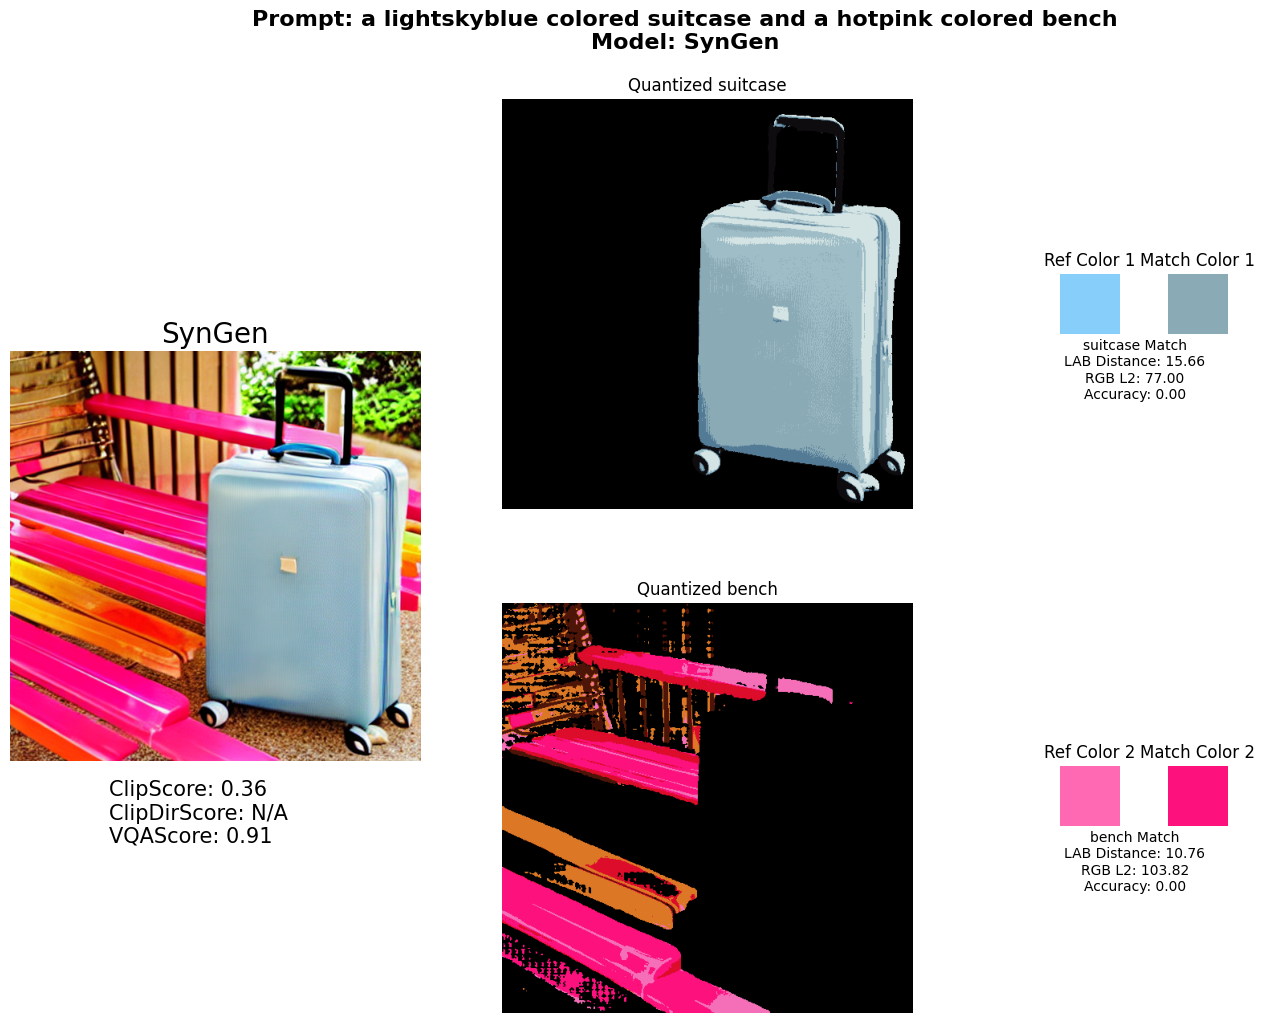 Prompt: a lightskyblue colored suitcase and a hotpink colored bench
Model: SynGen
Quantized suitcase
Ref Color 1 Match Color 1
suitcase Match
LAB Distance: 15.66
RGB L2: 77.00
Accuracy: 0.00
SynGen
ClipScore: 0.36
ClipDirScore: N/A
VQAScore: 0.91
Quantized bench
Ref Color 2 Match Color 2
bench Match
LAB Distance: 10.76
RGB L2: 103.82
Accuracy: 0.00